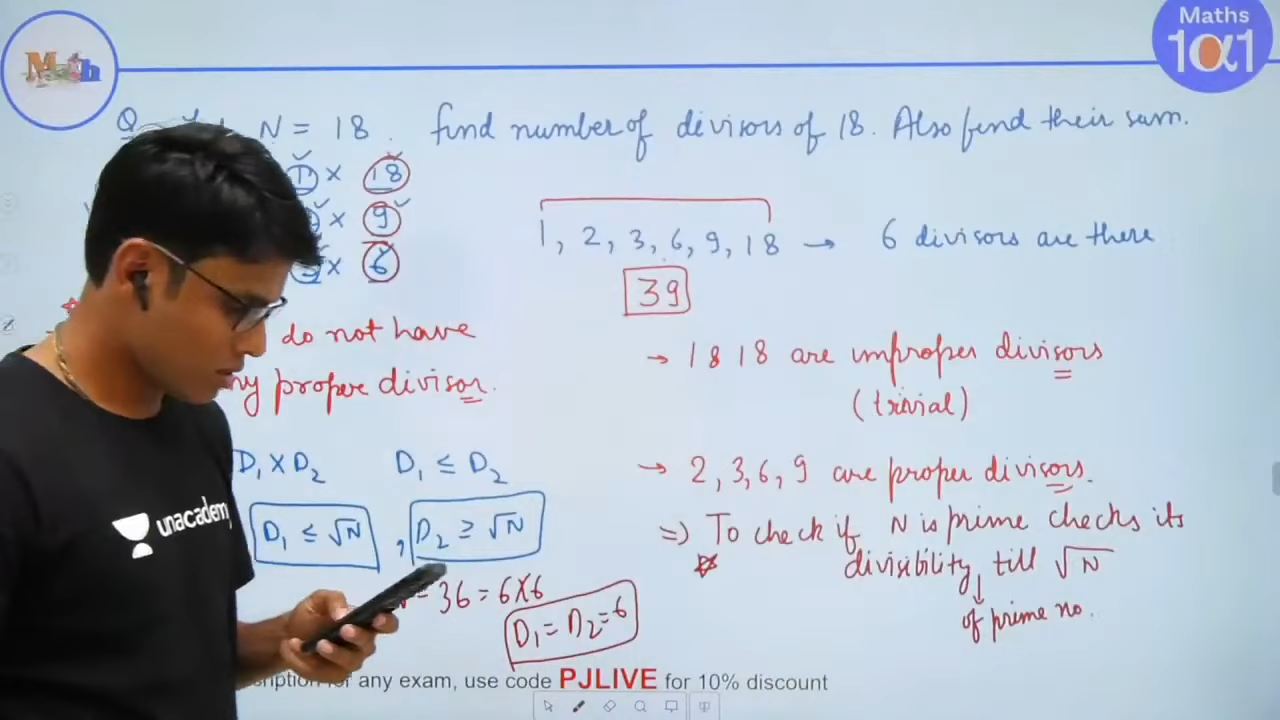 Math
Maths
1α1
Q N = 18. find number of divisors of 18. Also find their sum.
1 × 18
× 9
1, 2, 3, 6, 9, 18 → 6 divisors are there
× 6
39
do not have
→ 1 & 18 are improper divisors
proper divisor.
(trivial)
D₁ × D₂ D₁ ≤ D₂
→ 2, 3, 6, 9 are proper divisors.
unacademy
D₁ ≤ √N , D₂ ≥ √N
⇒) To check if N is prime checks its
divisibility till √N
36 = 6×6
of prime no.
D₁ = D₂ = 6
any exam, use code PJLIVE for 10% discount